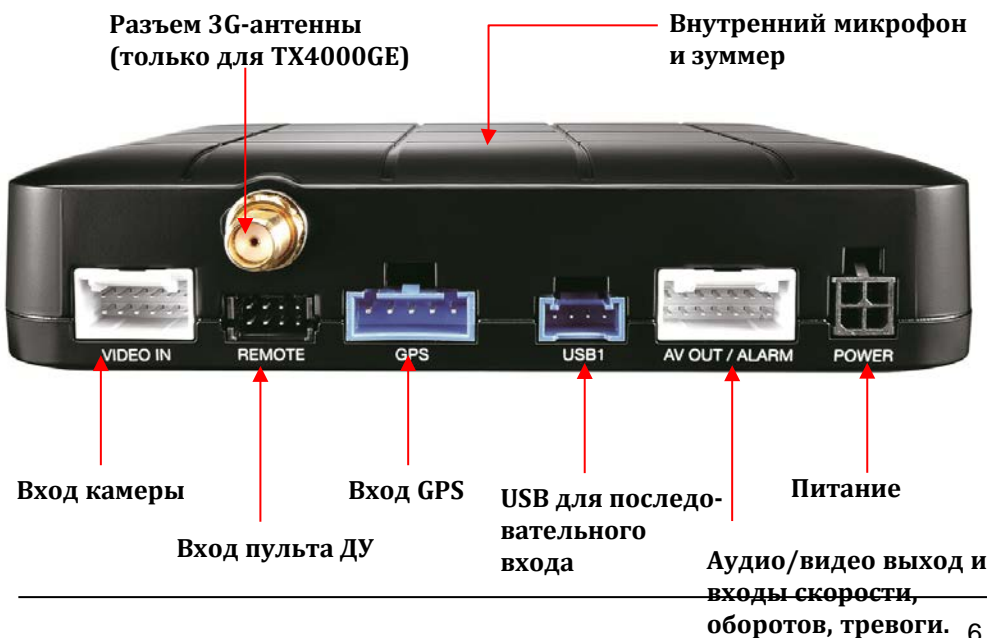 Разъем 3G-антенны
(только для TX4000GE)
Внутренний микрофон
и зуммер
VIDEO IN
REMOTE
GPS
USB1
AV OUT / ALARM
POWER
Вход камеры
Вход пульта ДУ
Вход GPS
USB для последо-
вательного
входа
Питание
Аудио/видео выход и
входы скорости,
оборотов, тревоги.
6